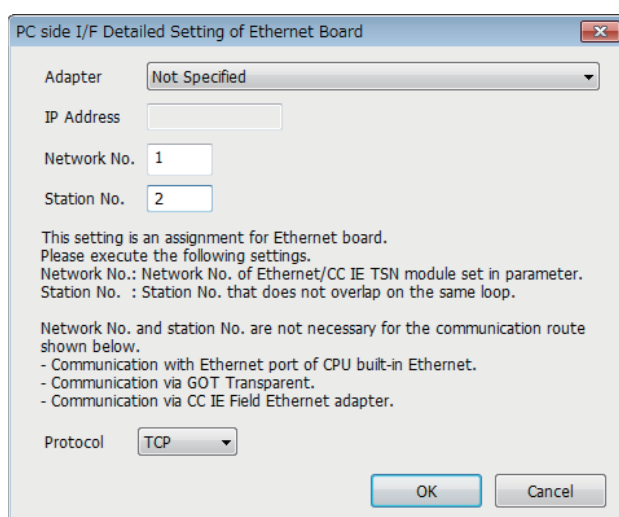 PC side I/F Detailed Setting of Ethernet Board
Adapter Not Specified
IP Address
Network No. 1
Station No. 2
This setting is an assignment for Ethernet board.
Please execute the following settings.
Network No.: Network No. of Ethernet/CC IE TSN module set in parameter.
Station No. : Station No. that does not overlap on the same loop.
Network No. and station No. are not necessary for the communication route
shown below.
- Communication with Ethernet port of CPU built-in Ethernet.
- Communication via GOT Transparent.
- Communication via CC IE Field Ethernet adapter.
Protocol TCP
OK Cancel